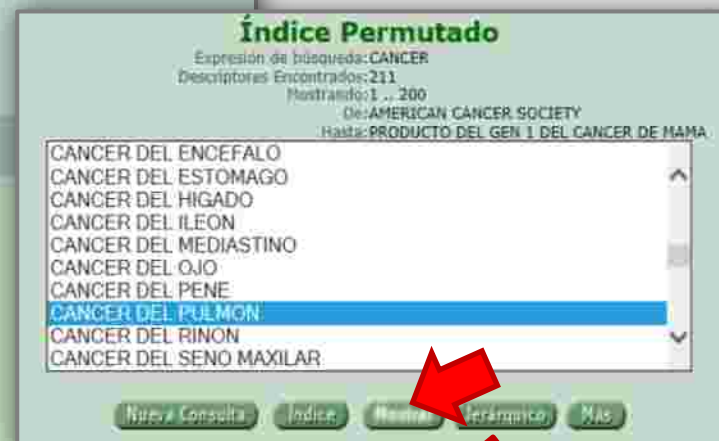 Índice Permutado
Expresión de búsqueda:CANCER
Descriptores Encontrados:211
Mostrando:1 .. 200
De:AMERICAN CANCER SOCIETY
Hasta:PRODUCTO DEL GEN 1 DEL CANCER DE MAMA
CANCER DEL ENCEFALO
CANCER DEL ESTOMAGO
CANCER DEL HIGADO
CANCER DEL ILEON
CANCER DEL MEDIASTINO
CANCER DEL OJO
CANCER DEL PENE
CANCER DEL PULMON
CANCER DEL RINON
CANCER DEL SENO MAXILAR
Nueva Consulta Índice Mostrar Jerárquico Más